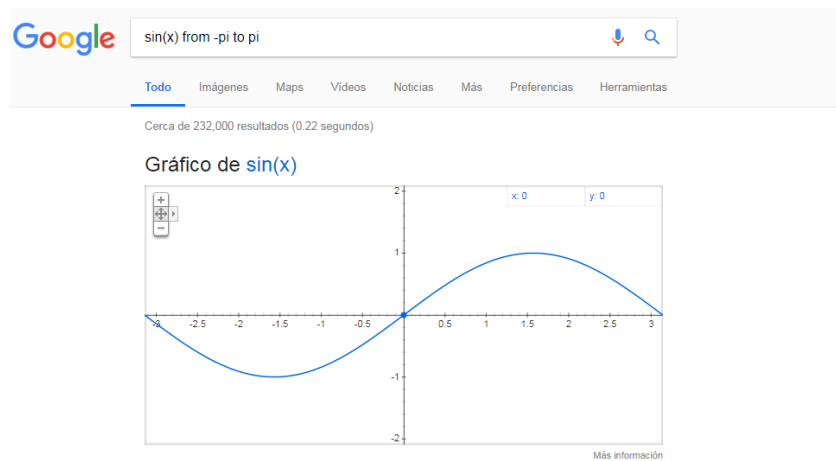 Google
sin(x) from -pi to pi
Todo Imágenes Maps Vídeos Noticias Más Preferencias Herramientas
Cerca de 232,000 resultados (0.22 segundos)
Gráfico de sin(x)
2 x: 0 y: 0
+
−
1
-3 -2.5 -2 -1.5 -1 -0.5 0.5 1 1.5 2 2.5 3
-1
-2
Más información